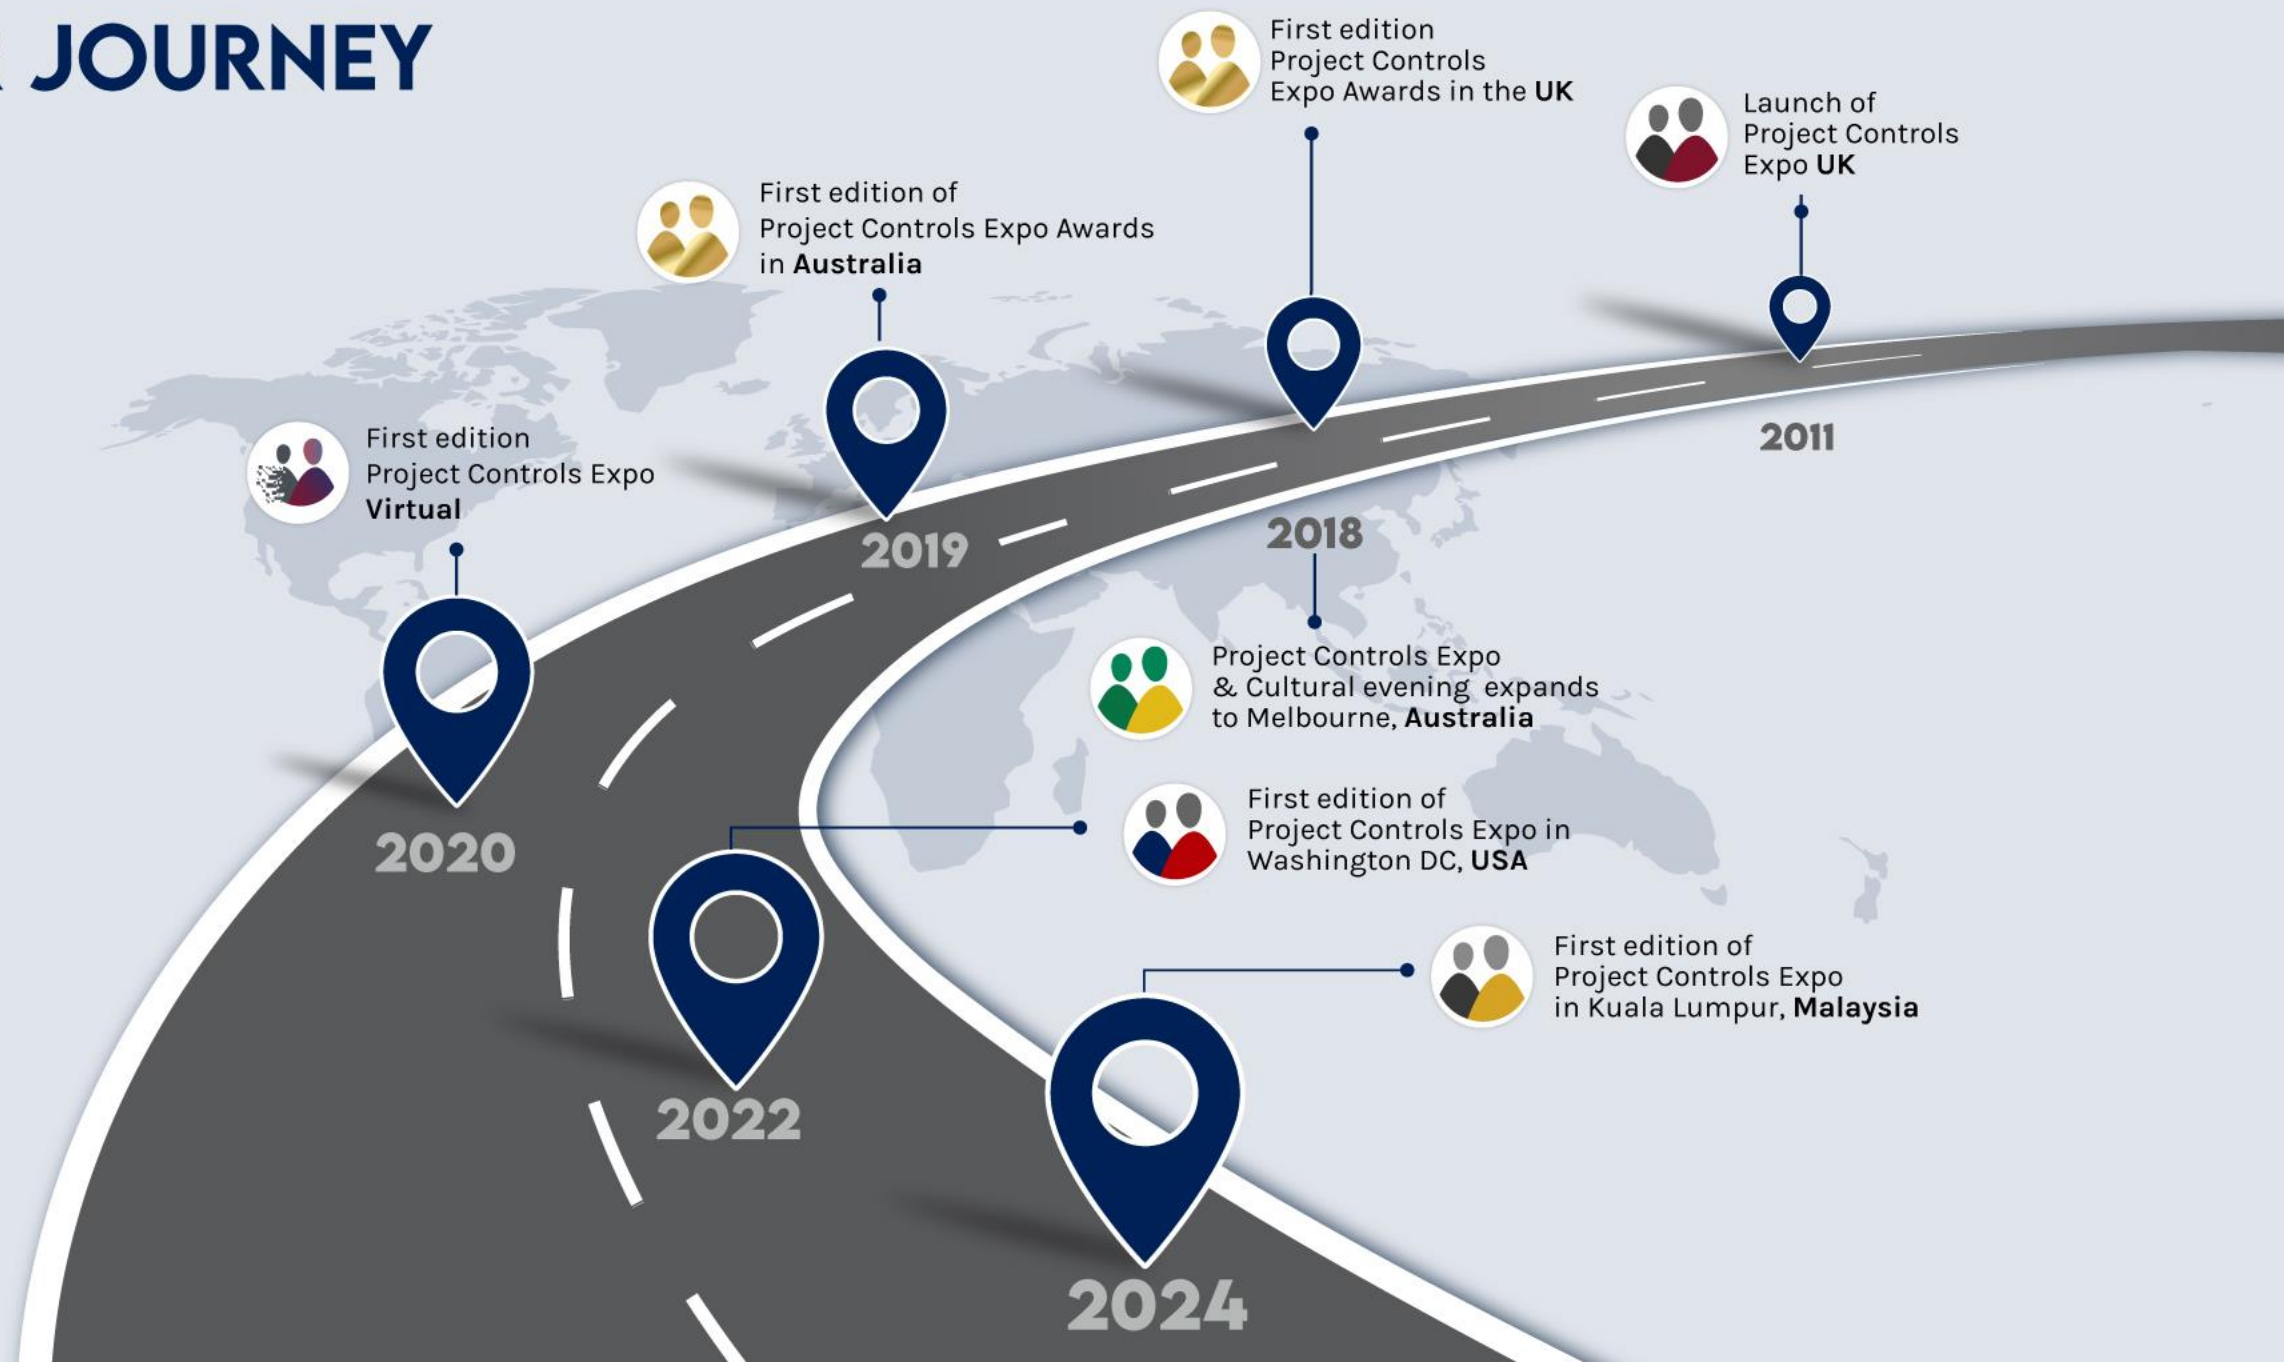 JOURNEY
First edition
Project Controls
Expo Awards in the UK
Launch of
Project Controls
Expo UK
First edition of
Project Controls Expo Awards
in Australia
First edition
Project Controls Expo
Virtual
2011
2018
2019
Project Controls Expo
& Cultural evening expands
to Melbourne, Australia
2020
First edition of
Project Controls Expo in
Washington DC, USA
2022
First edition of
Project Controls Expo
in Kuala Lumpur, Malaysia
2024